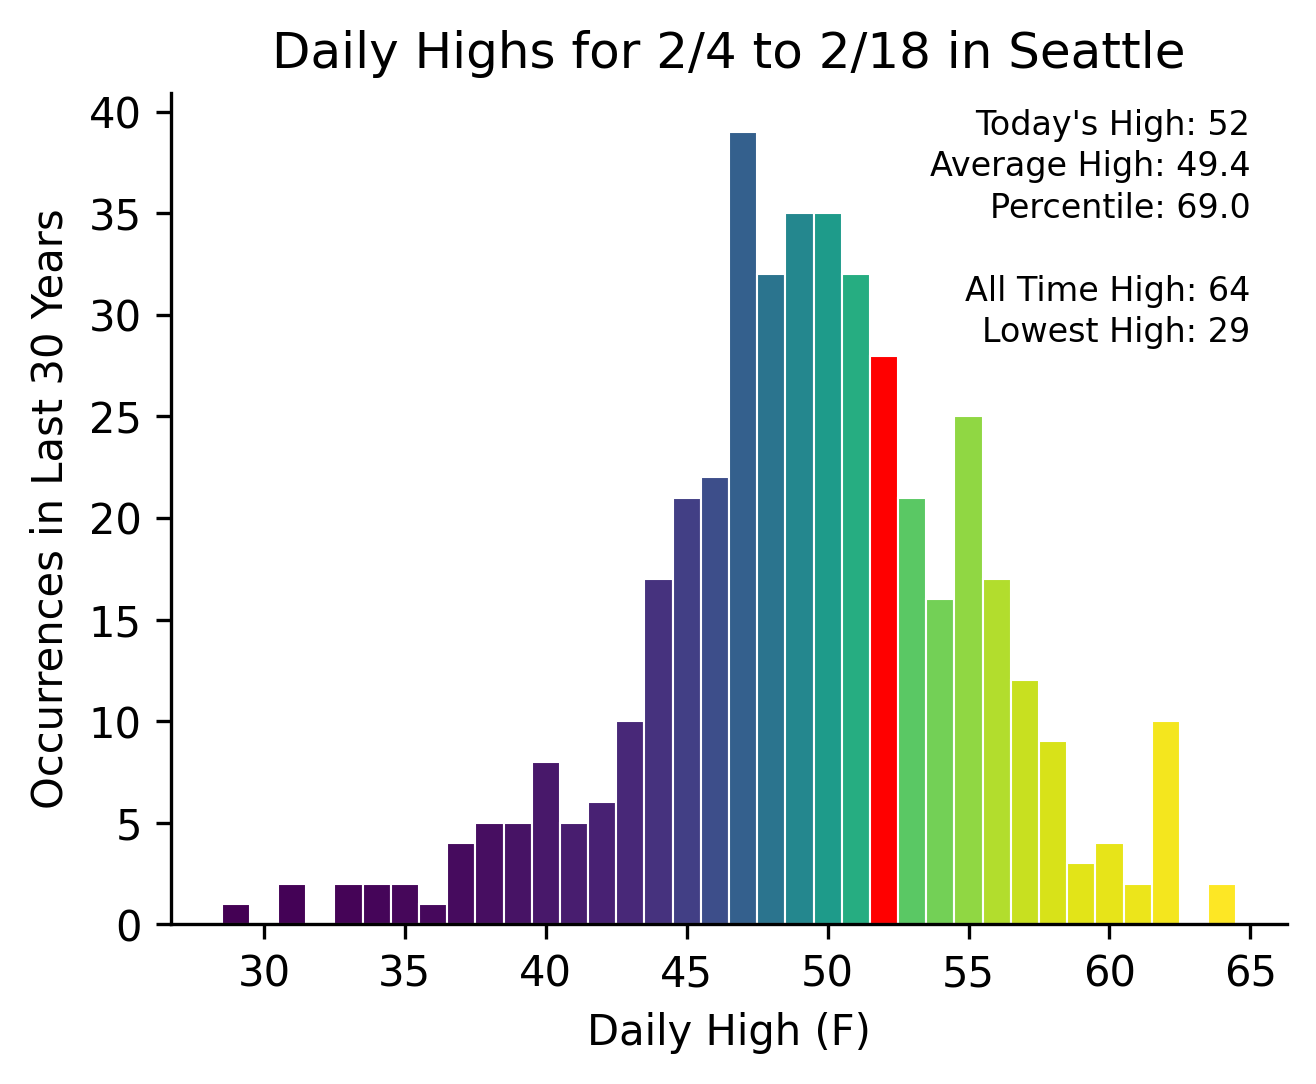 Daily Highs for 2/4 to 2/18 in Seattle
Today's High: 52
Average High: 49.4
Percentile: 69.0
All Time High: 64
Lowest High: 29
Occurrences in Last 30 Years
40
35
30
25
20
15
10
5
0
30 35 40 45 50 55 60 65
Daily High (F)